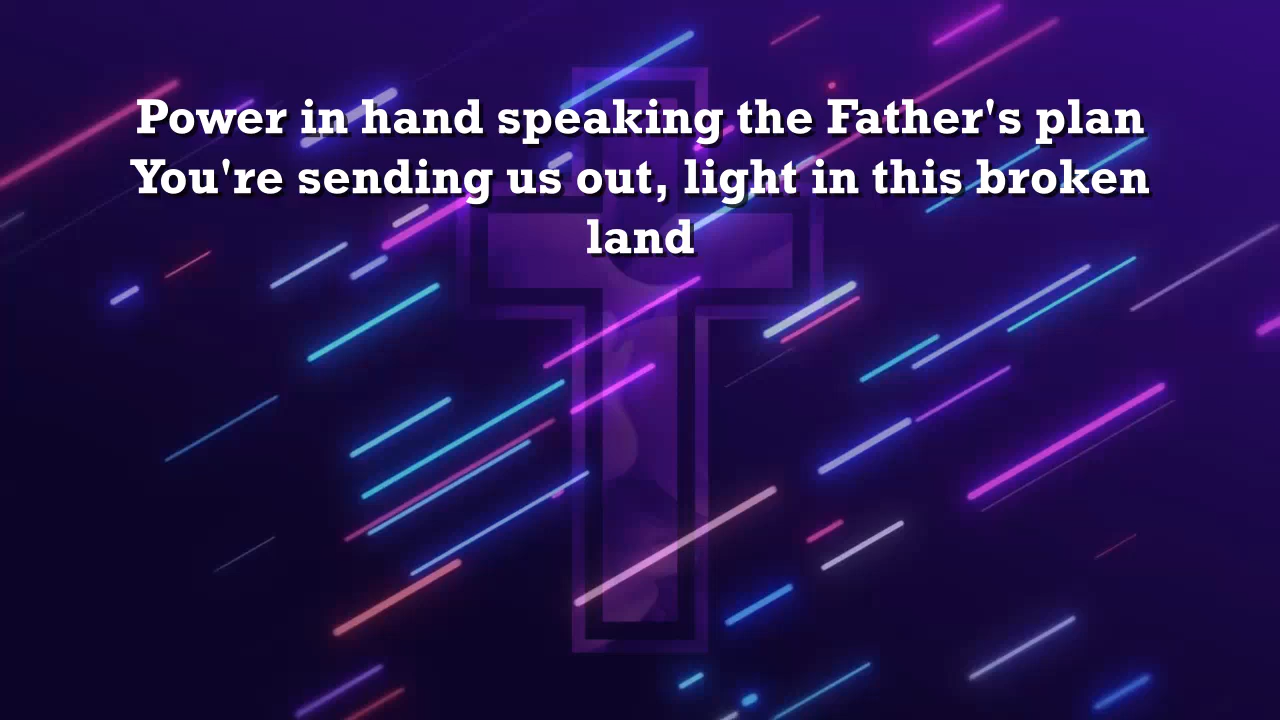 Power in hand speaking the Father's plan
You're sending us out, light in this broken
land